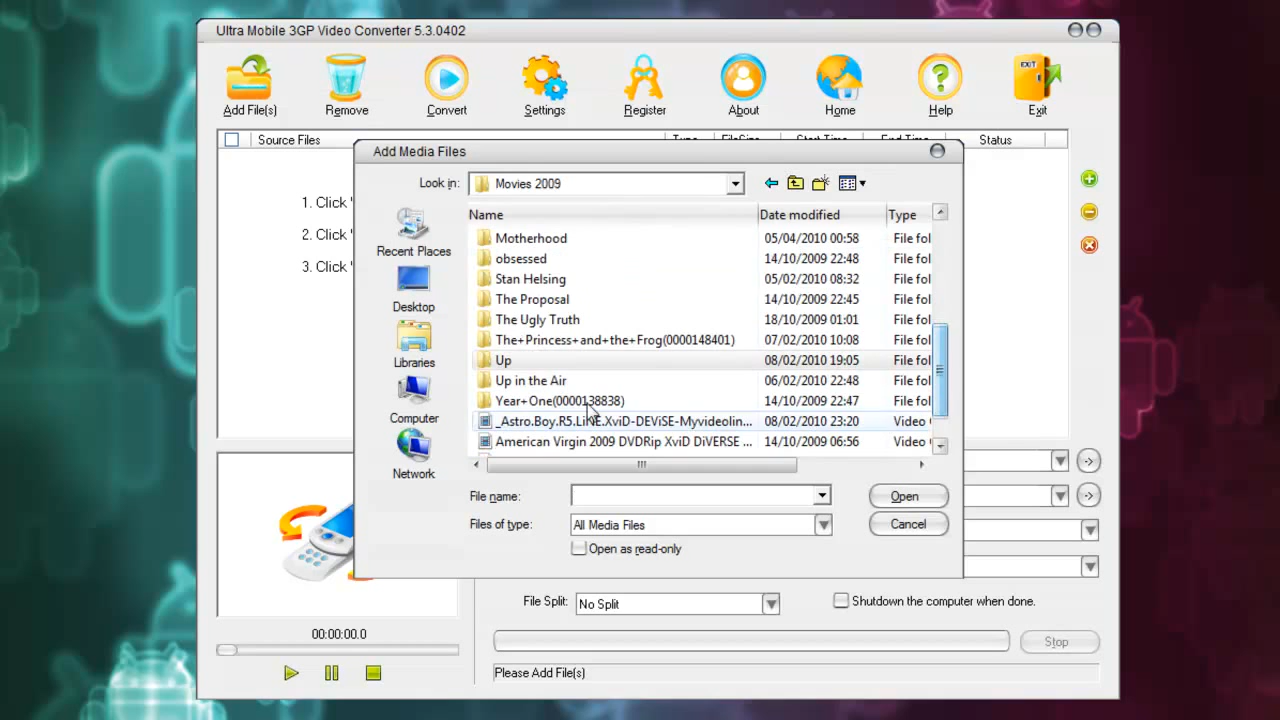 Ultra Mobile 3GP Video Converter 5.3.0402
Add File(s) Remove Convert Settings Register About Home Help EXIT Exit
Source Files Start Time End Time Status
1. Click '
2. Click '
3. Click '
Add Media Files
Look in: Movies 2009
Name Date modified Type
Motherhood 05/04/2010 00:58 File fol
obsessed 14/10/2009 22:48 File fol
Stan Helsing 05/02/2010 08:32 File fol
The Proposal 14/10/2009 22:45 File fol
The Ugly Truth 18/10/2009 01:01 File fol
The+Princess+and+the+Frog(0000148401) 07/02/2010 10:08 File fol
Up 08/02/2010 19:05 File fol
Up in the Air 06/02/2010 22:48 File fol
Year+One(0000138838) 14/10/2009 22:47 File fol
_Astro.Boy.R5.LiNE.XviD-DEViSE-Myvideolin... 08/02/2010 23:20 Video
American Virgin 2009 DVDRip XviD DiVERSE ... 14/10/2009 06:56 Video
Recent Places
Desktop
Libraries
Computer
Network
File name: Open
Files of type: All Media Files Cancel
Open as read-only
File Split: No Split Shutdown the computer when done.
00:00:00.0
Stop
Please Add File(s)